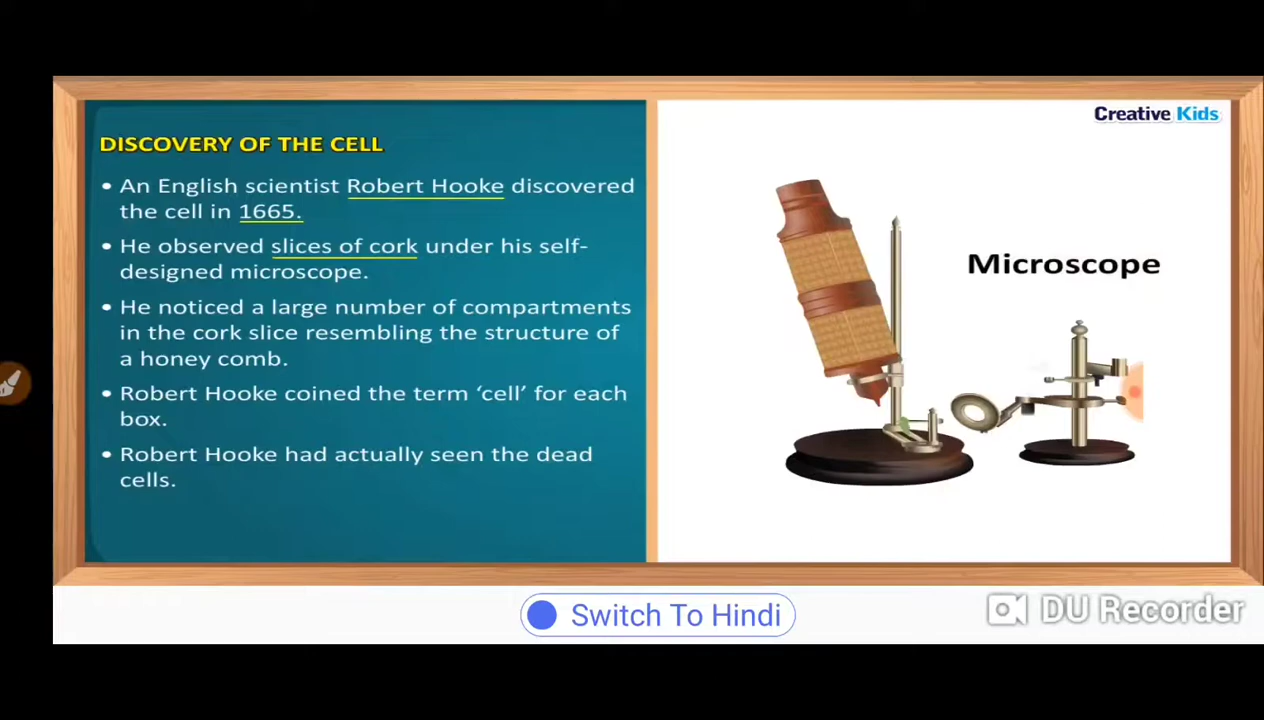 Creative Kids
DISCOVERY OF THE CELL
• An English scientist Robert Hooke discovered
the cell in 1665.
• He observed slices of cork under his self-
designed microscope.
• He noticed a large number of compartments
in the cork slice resembling the structure of
a honey comb.
• Robert Hooke coined the term ‘cell’ for each
box.
• Robert Hooke had actually seen the dead
cells.
Microscope
Switch To Hindi
DU Recorder